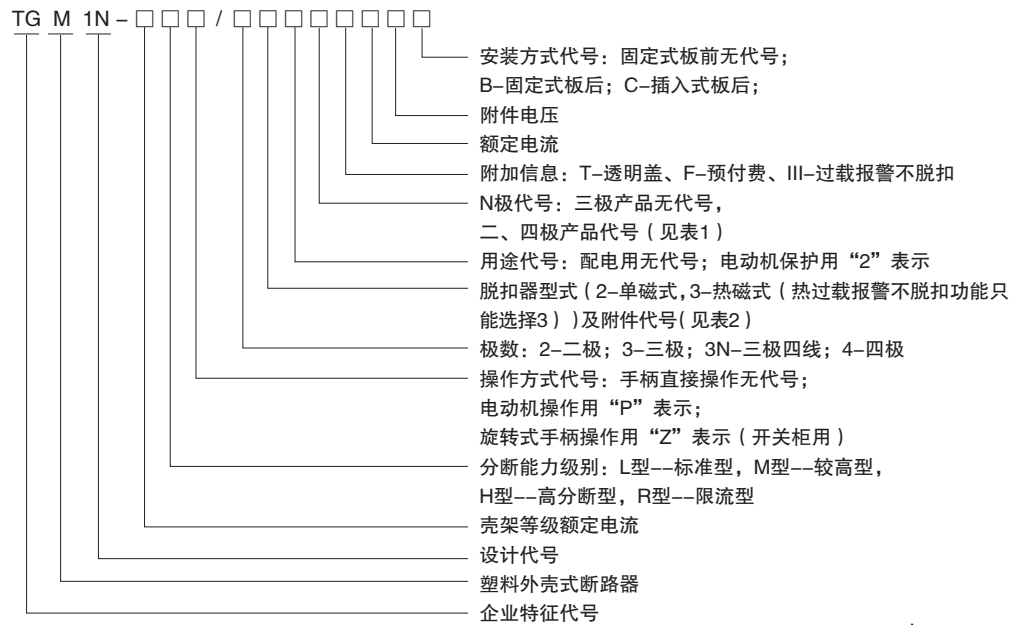 TG M 1N – □ □ □ / □ □ □ □ □ □ □ □
安装方式代号：固定式板前无代号；
B–固定式板后；C–插入式板后；
附件电压
额定电流
附加信息：T–透明盖、F–预付费、III–过载报警不脱扣
N极代号：三极产品无代号，
二、四极产品代号（见表1）
用途代号：配电用无代号；电动机保护用“2”表示
脱扣器型式（2–单磁式，3–热磁式（热过载报警不脱扣功能只
能选择3））及附件代号（见表2）
极数：2–二极；3–三极；3N–三极四线；4–四极
操作方式代号：手柄直接操作无代号；
电动机操作用“P”表示；
旋转式手柄操作用“Z”表示（开关柜用）
分断能力级别：L型––标准型，M型––较高型，
H型––高分断型，R型––限流型
壳架等级额定电流
设计代号
塑料外壳式断路器
企业特征代号